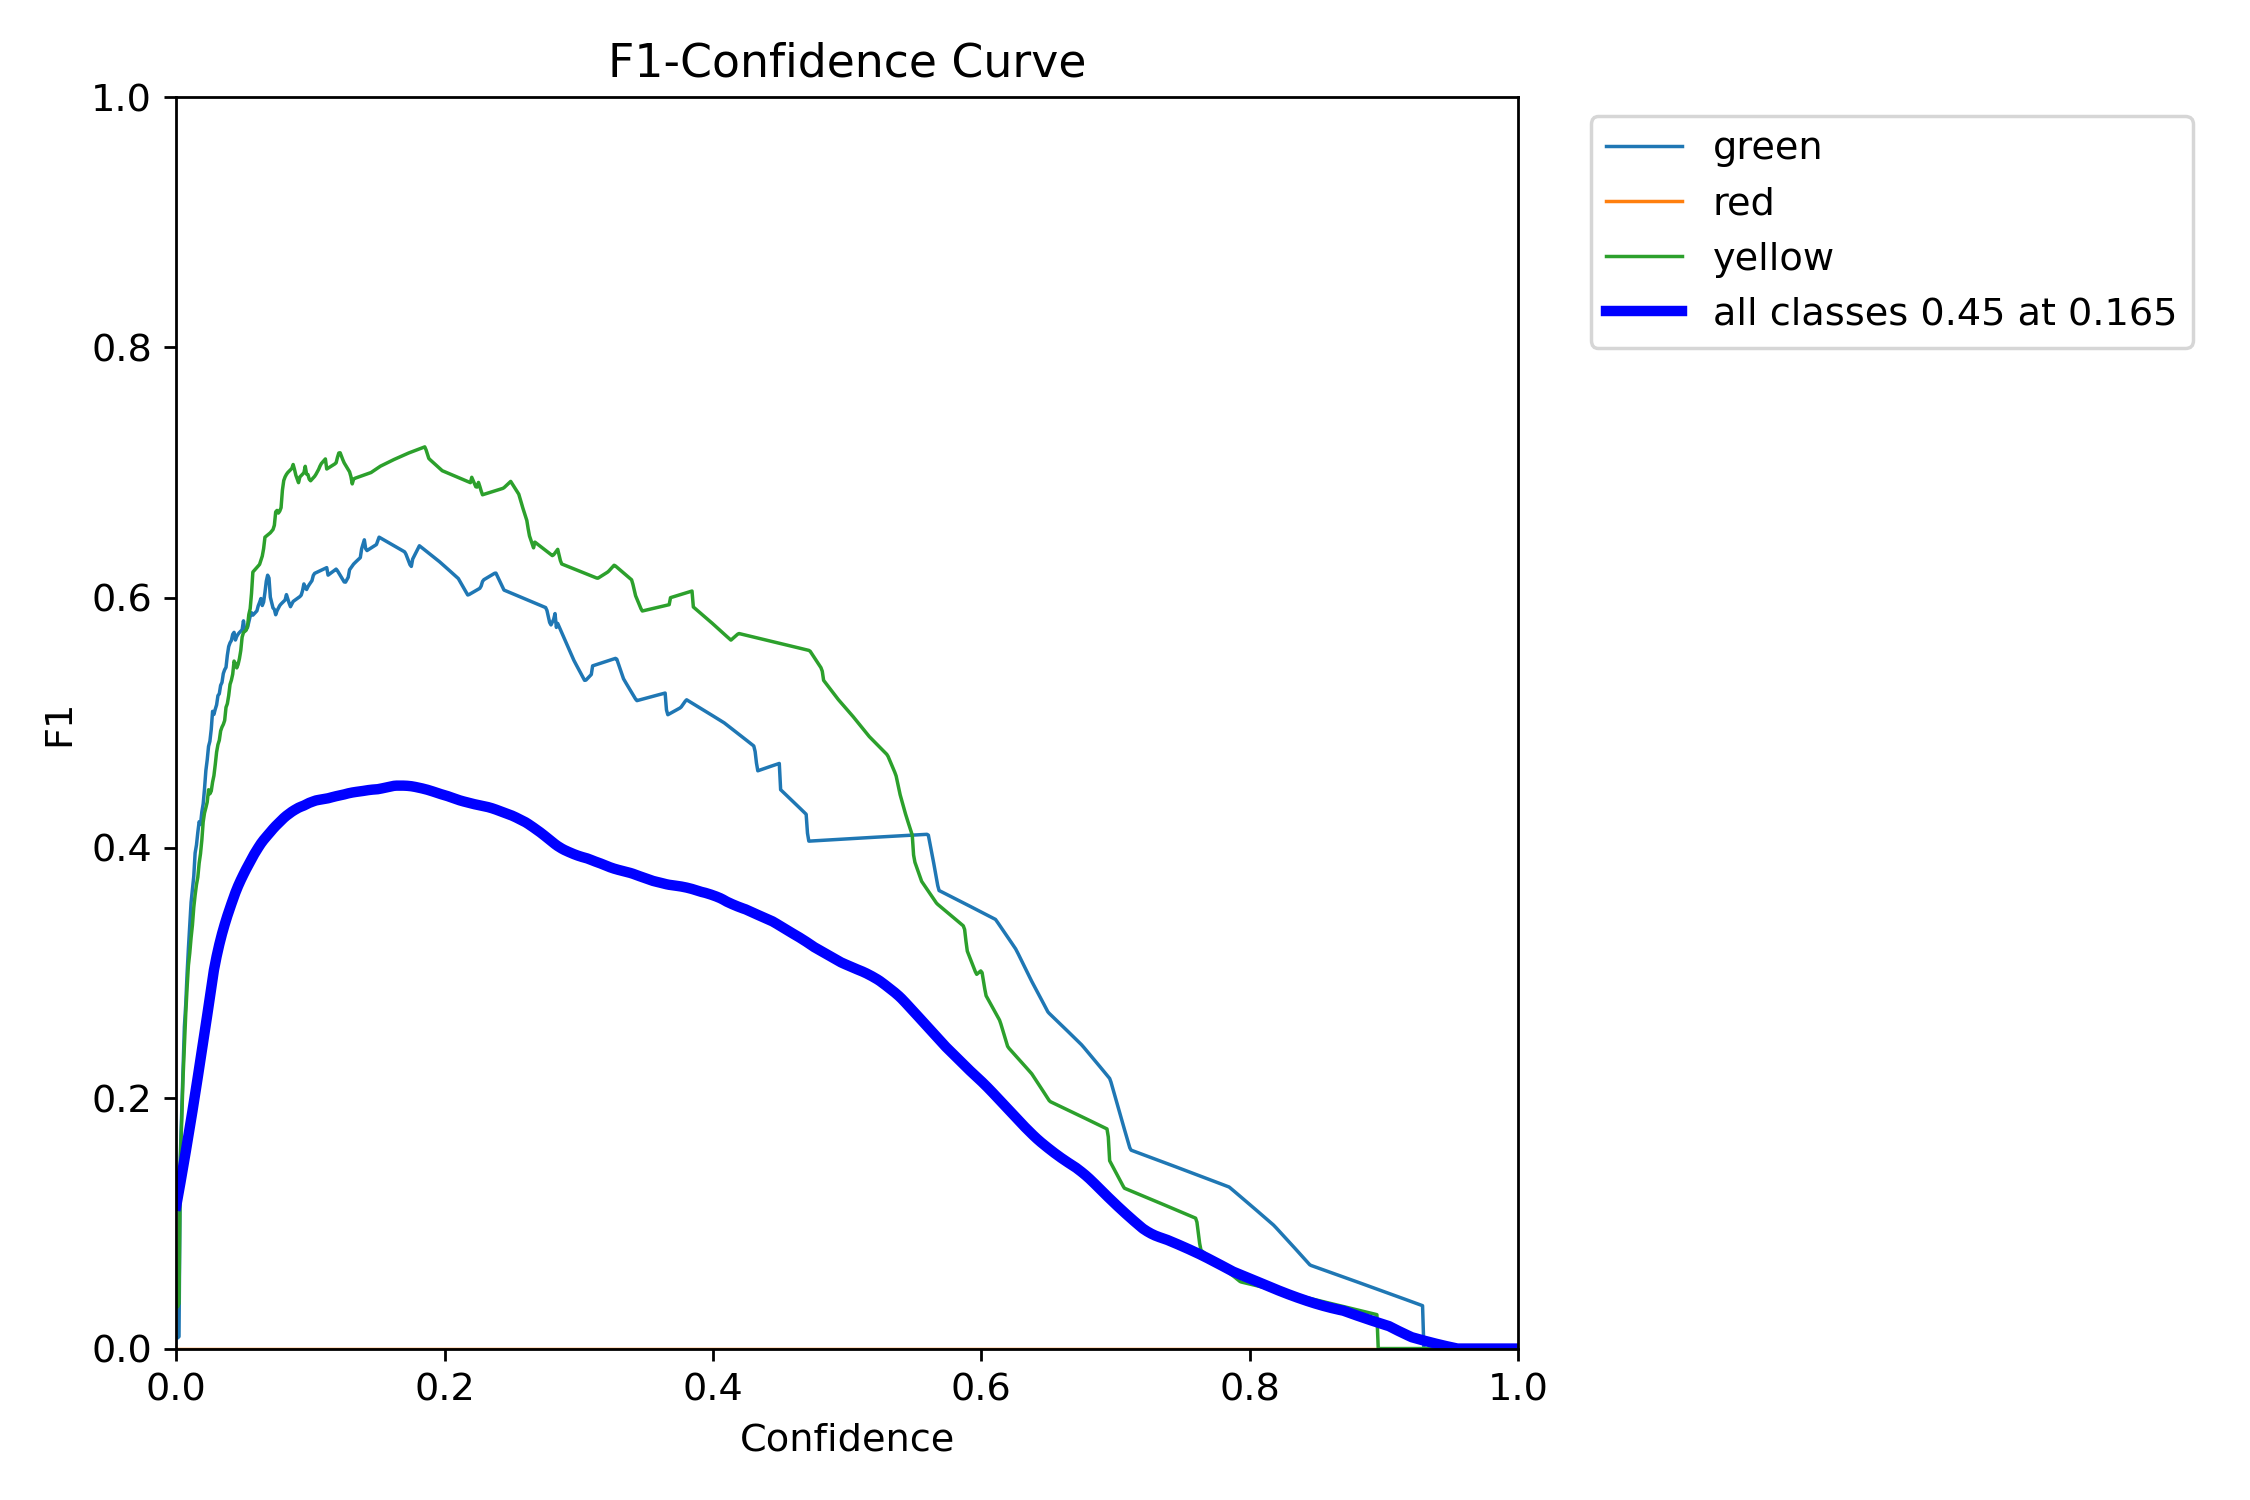 F1-Confidence Curve
1.0
0.8
0.6
0.4
0.2
0.0
F1
0.0 0.2 0.4 0.6 0.8 1.0
Confidence
green
red
yellow
all classes 0.45 at 0.165